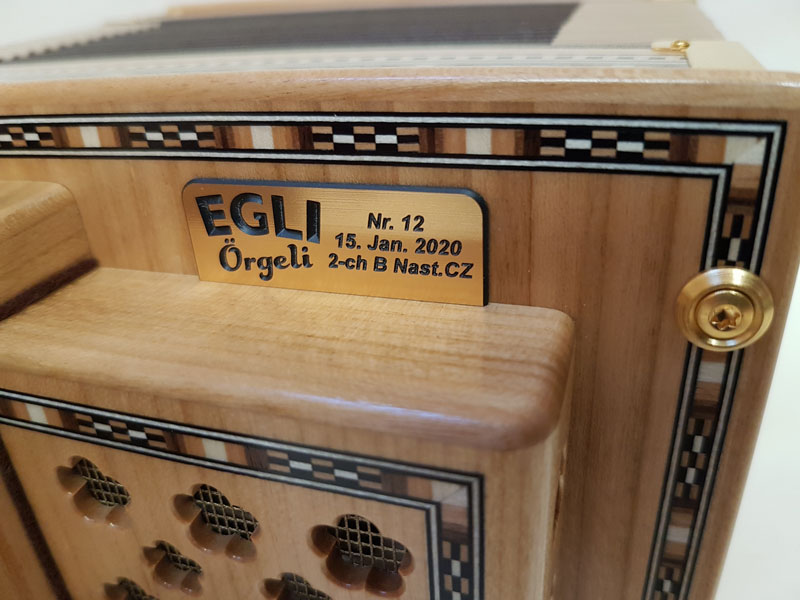 EGLI
Örgeli
Nr. 12
15. Jan. 2020
2-ch B Nast.CZ